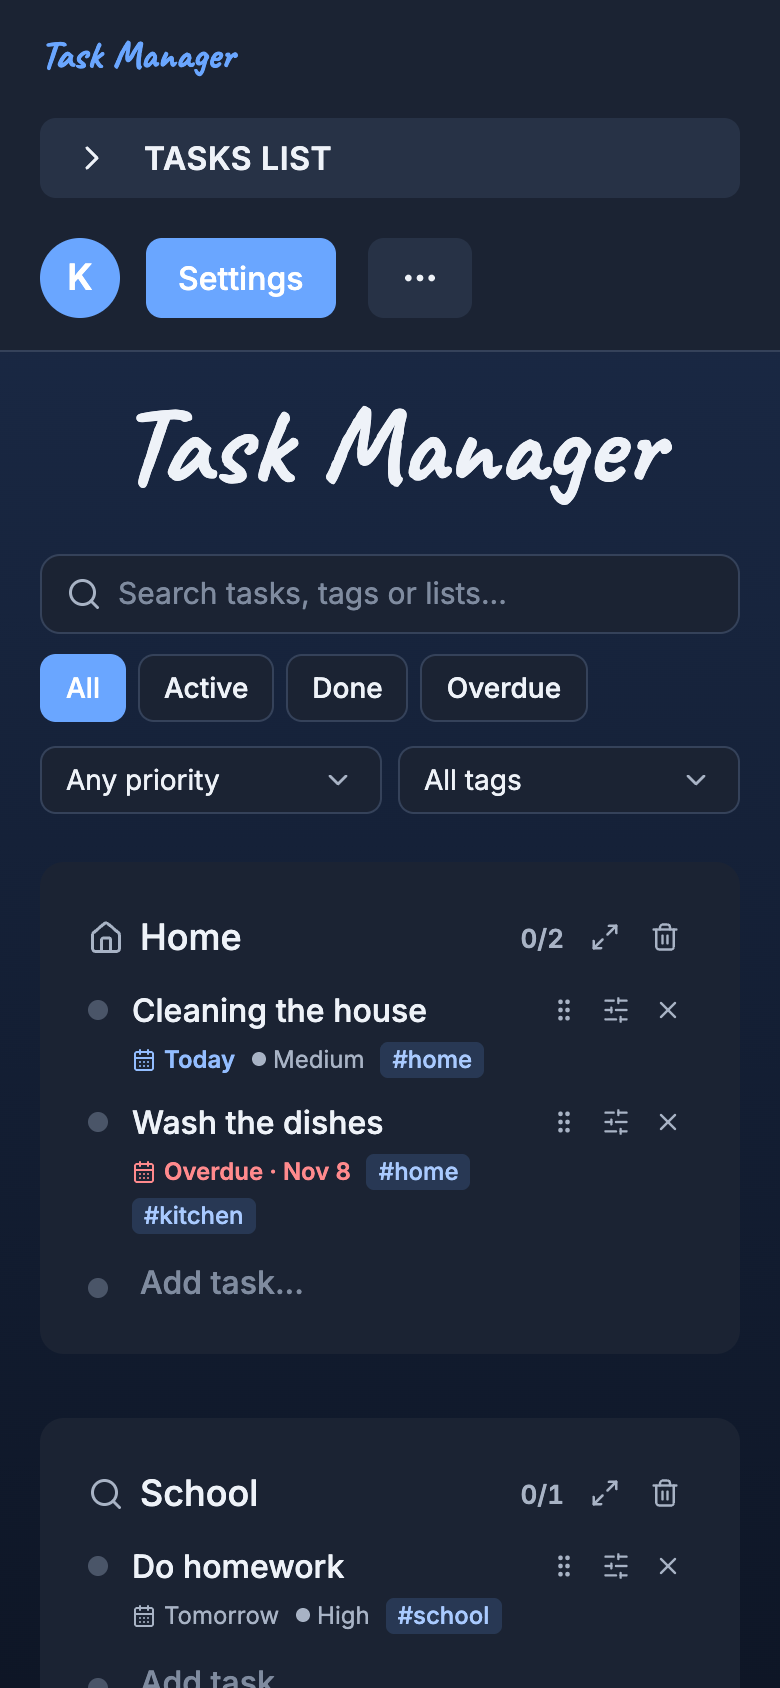 Task Manager
TASKS LIST
K Settings ...
Task Manager
Search tasks, tags or lists...
All Active Done Overdue
Any priority All tags
Home 0/2
Cleaning the house
Today Medium #home
Wash the dishes
Overdue · Nov 8 #home
#kitchen
Add task...
School 0/1
Do homework
Tomorrow High #school
Add task